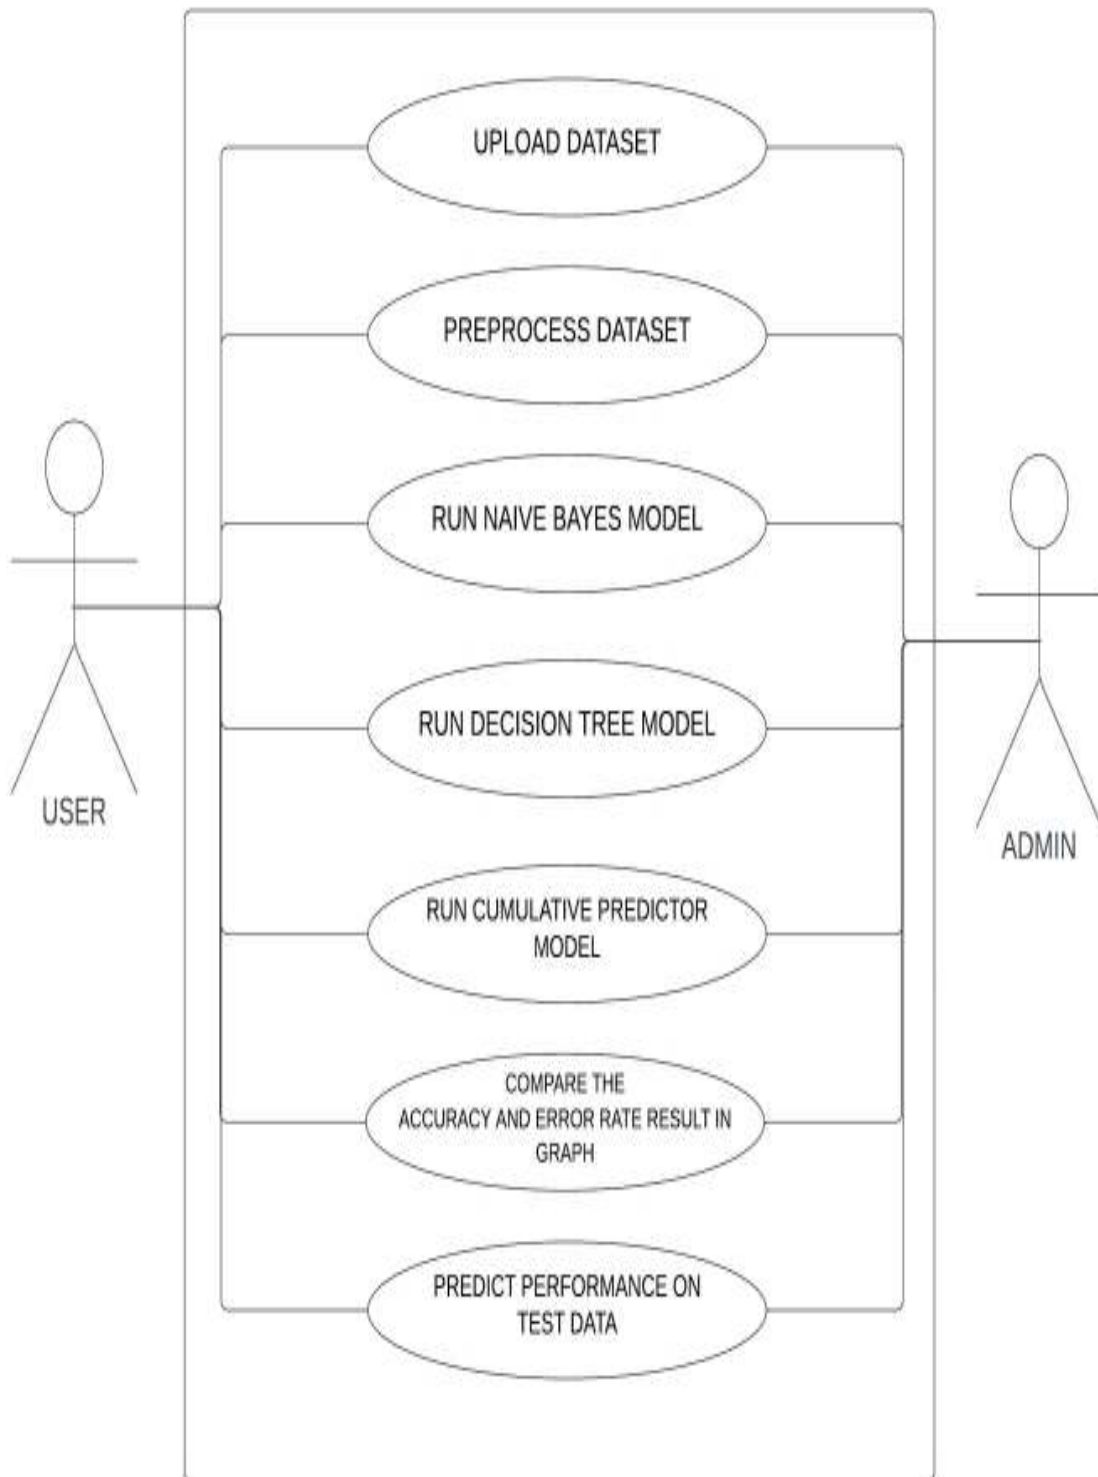 UPLOAD DATASET
PREPROCESS DATASET
RUN NAIVE BAYES MODEL
RUN DECISION TREE MODEL
USER
ADMIN
RUN CUMULATIVE PREDICTOR
MODEL
COMPARE THE
ACCURACY AND ERROR RATE RESULT IN
GRAPH
PREDICT PERFORMANCE ON
TEST DATA